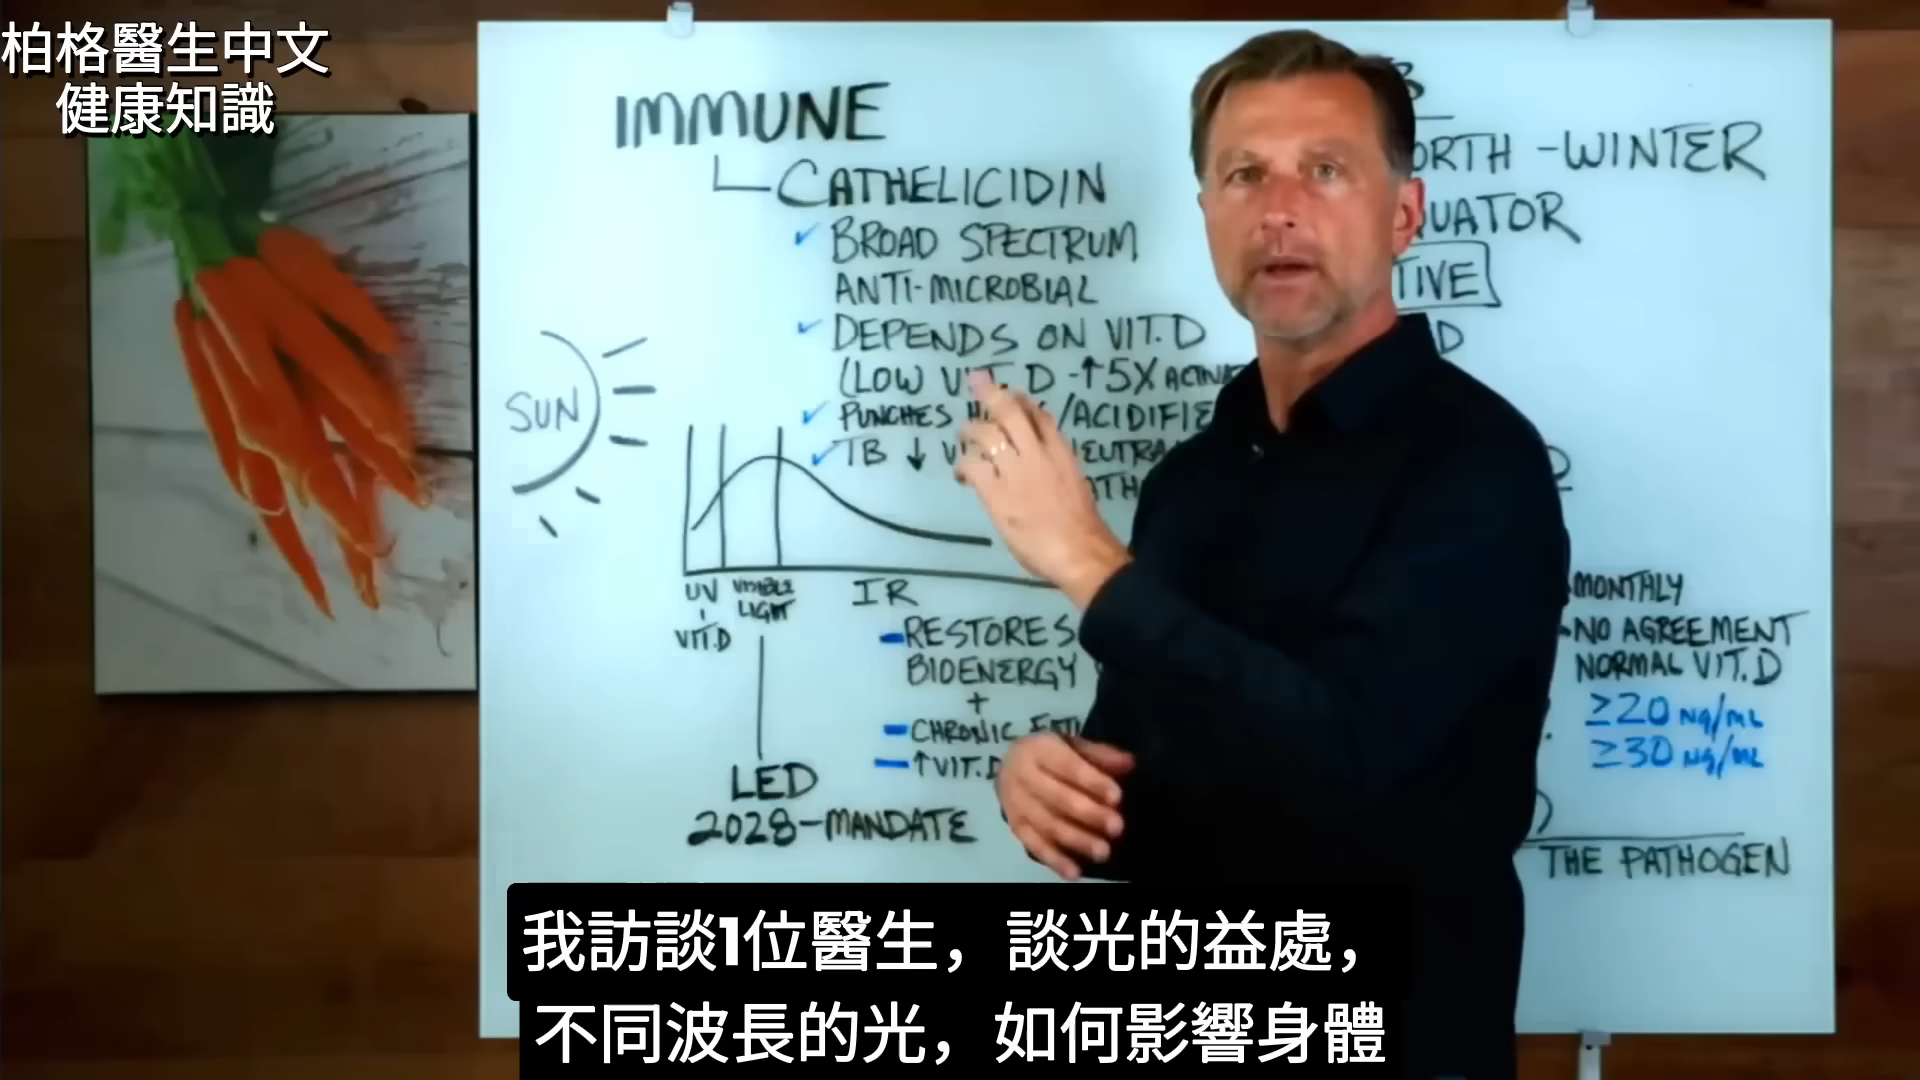 柏格醫生中文
健康知識
IMMUNE
CATHELICIDIN
BROAD SPECTRUM
ANTI-MICROBIAL
DEPENDS ON VIT. D
(LOW VIT. D -↑5X
PUNCHES /ACIDIFIE
TB ↓
SUN
UV
VISIBLE
LIGHT
VIT.D
IR
RESTORES
BIOENERGY
+
CHRONIC
↑VIT.D
LED
2028-MANDATE
-WINTER
MONTHLY
NO AGREEMENT
NORMAL VIT. D
≥20 ng/mL
≥30 ng/mL
THE PATHOGEN
我訪談1位醫生，談光的益處，
不同波長的光，如何影響身體